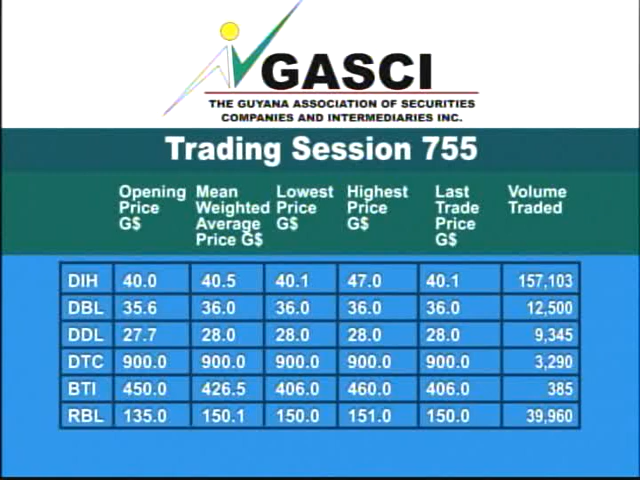 GASCI
THE GUYANA ASSOCIATION OF SECURITIES
COMPANIES AND INTERMEDIARIES INC.
Trading Session 755
Opening Price G$ Mean Weighted Average Price G$ Lowest Price G$ Highest Price G$ Last Trade Price G$ Volume Traded
DIH 40.0 40.5 40.1 47.0 40.1 157,103
DBL 35.6 36.0 36.0 36.0 36.0 12,500
DDL 27.7 28.0 28.0 28.0 28.0 9,345
DTC 900.0 900.0 900.0 900.0 900.0 3,290
BTI 450.0 426.5 406.0 460.0 406.0 385
RBL 135.0 150.1 150.0 151.0 150.0 39,960